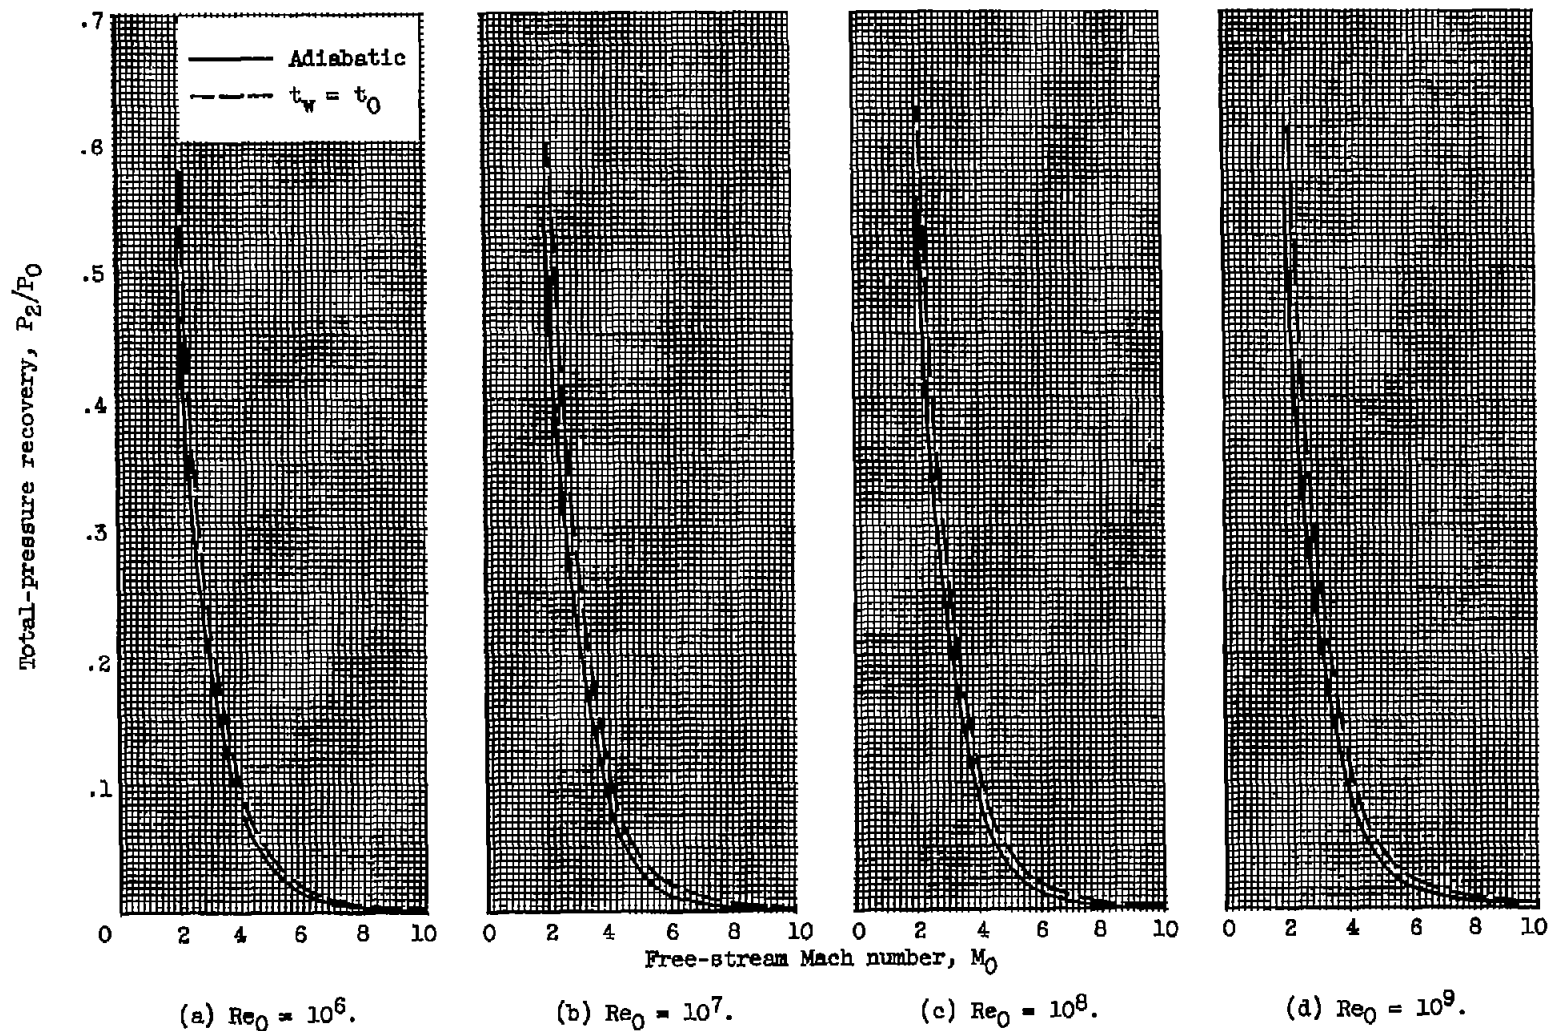 .7
Adiabatic
t_w = t_0
.6
.5
.4
.3
.2
.1
Total-pressure recovery, P_2/P_0
0 2 4 6 8 10
0 2 4 6 8 10
0 2 4 6 8 10
0 2 4 6 8 10
Free-stream Mach number, M_0
(a) Re_0 = 10^6.
(b) Re_0 = 10^7.
(c) Re_0 = 10^8.
(d) Re_0 = 10^9.